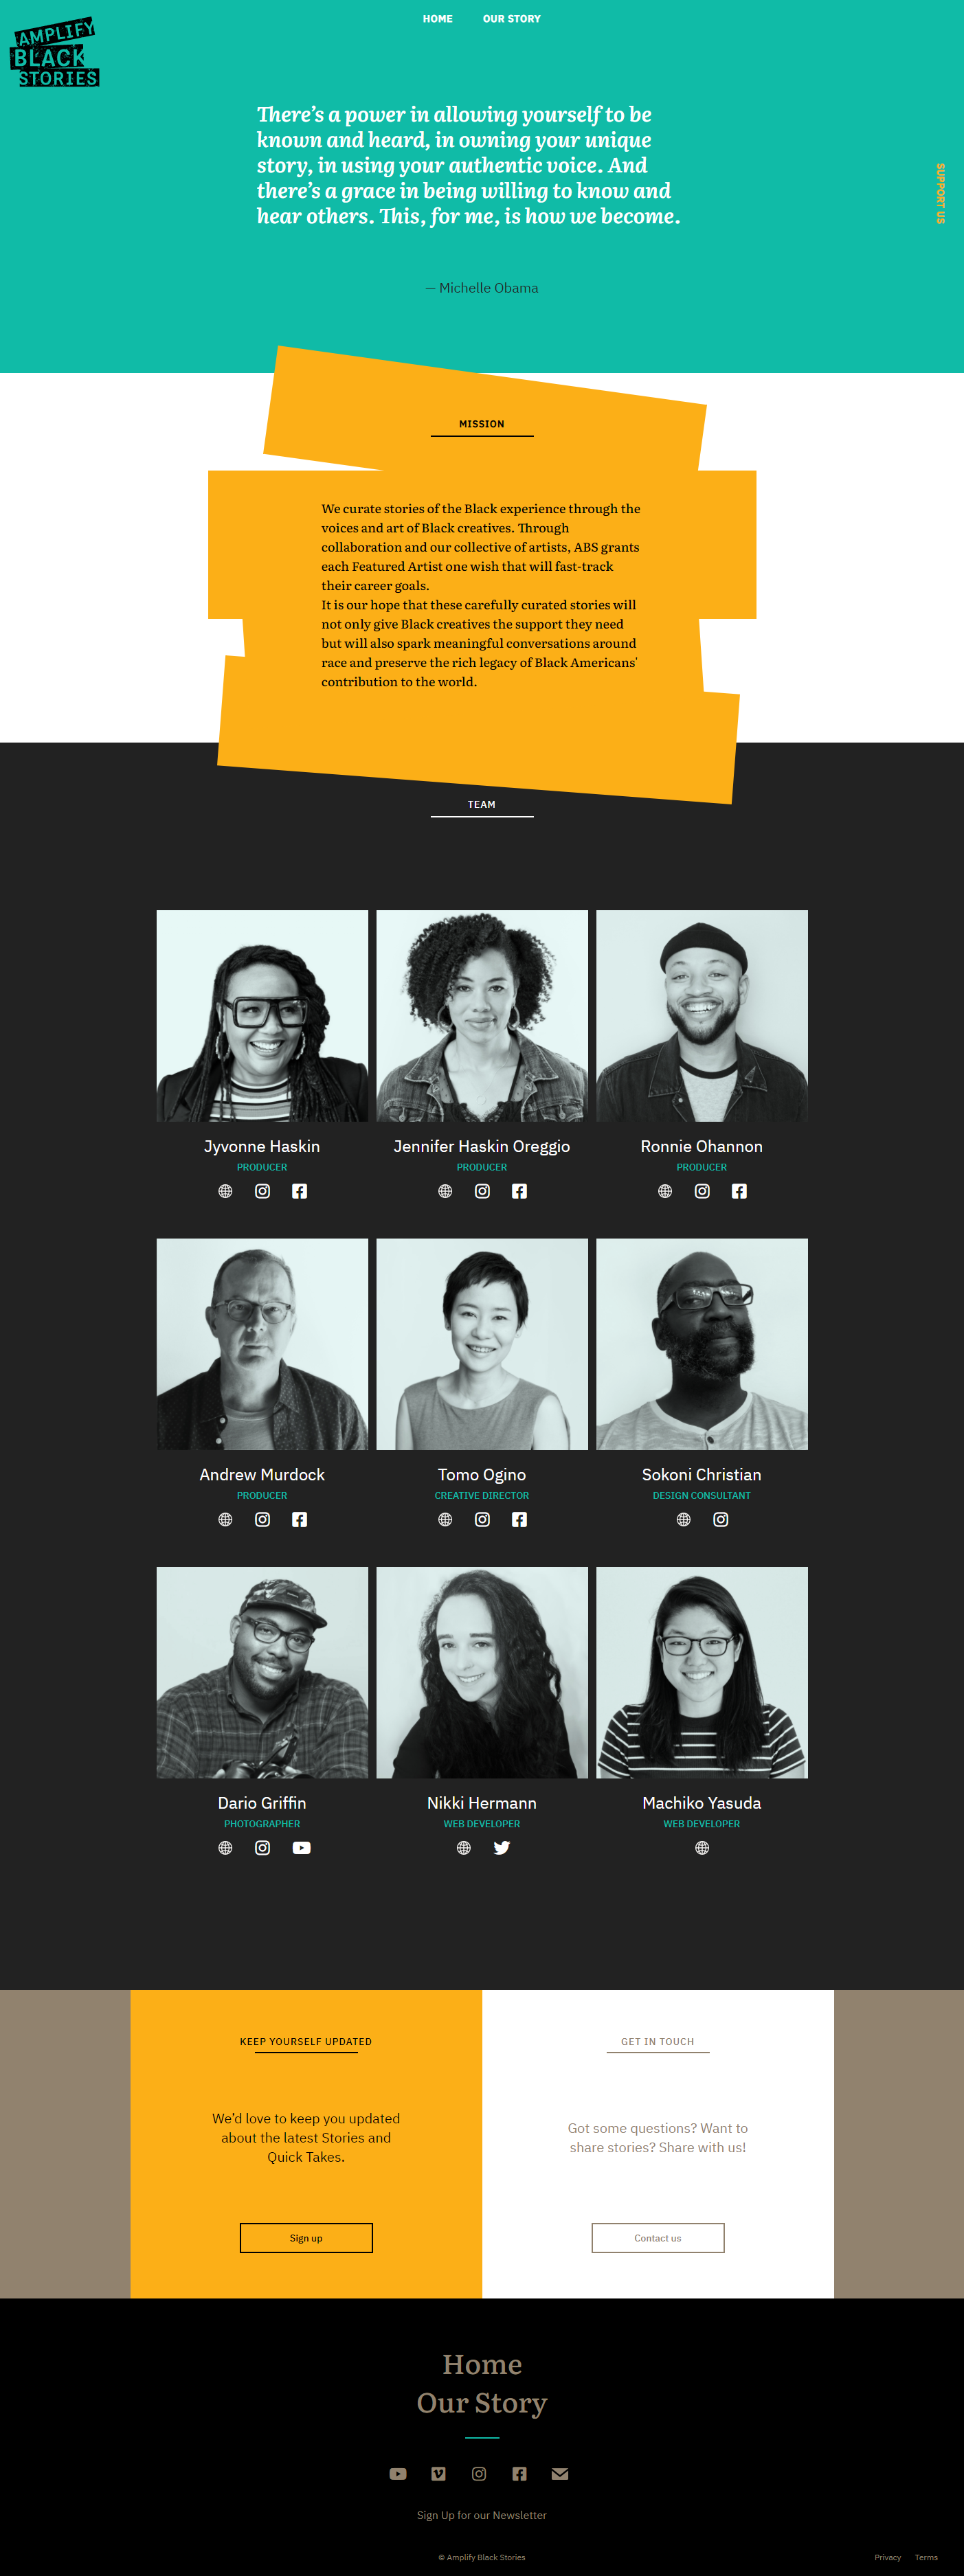 AMPLIFY
BLACK
STORIES
HOME OUR STORY
There’s a power in allowing yourself to be
known and heard, in owning your unique
story, in using your authentic voice. And
there’s a grace in being willing to know and
hear others. This, for me, is how we become.
SUPPORT US
— Michelle Obama
MISSION
We curate stories of the Black experience through the
voices and art of Black creatives. Through
collaboration and our collective of artists, ABS grants
each Featured Artist one wish that will fast-track
their career goals.
It is our hope that these carefully curated stories will
not only give Black creatives the support they need
but will also spark meaningful conversations around
race and preserve the rich legacy of Black Americans'
contribution to the world.
TEAM
Jyvonne Haskin
PRODUCER
Jennifer Haskin Oreggio
PRODUCER
Ronnie Ohannon
PRODUCER
Andrew Murdock
PRODUCER
Tomo Ogino
CREATIVE DIRECTOR
Sokoni Christian
DESIGN CONSULTANT
Dario Griffin
PHOTOGRAPHER
Nikki Hermann
WEB DEVELOPER
Machiko Yasuda
WEB DEVELOPER
KEEP YOURSELF UPDATED
We’d love to keep you updated
about the latest Stories and
Quick Takes.
Sign up
GET IN TOUCH
Got some questions? Want to
share stories? Share with us!
Contact us
Home
Our Story
Sign Up for our Newsletter
© Amplify Black Stories
Privacy Terms